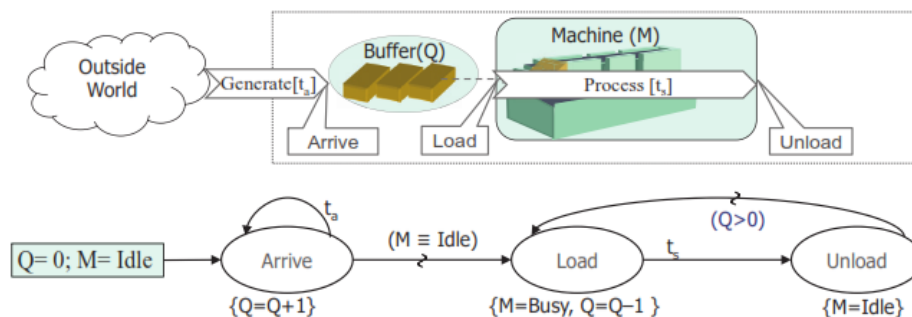 Outside
World
Generate[tₐ]
Buffer(Q)
Machine (M)
Process [tₛ]
Arrive
Load
Unload
tₐ
(Q>0)
(M ≡ Idle)
Q= 0; M= Idle
Arrive
Load
tₛ
Unload
{Q=Q+1}
{M=Busy, Q=Q−1 }
{M=Idle}